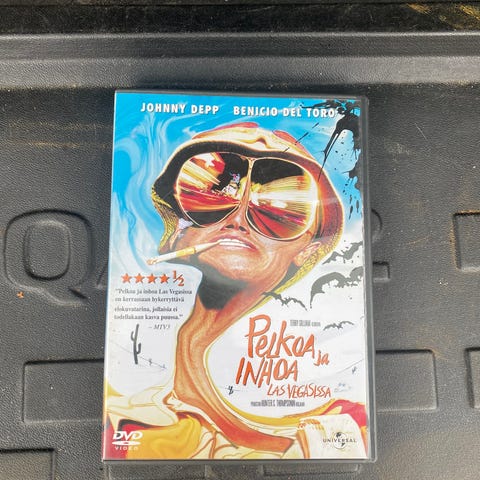 JOHNNY DEPP BENICIO DEL TORO
★★★★½
"Pelkoa ja inhoa Las Vegasissa
on kerrassaan hykerryttävä
elokuvatarina, jollaisia ei
todellakaan kasva puussa."
– MTV3
PELKOA ja
INHOA
LAS VEGASISSA
DVD
VIDEO
UNIVERSAL